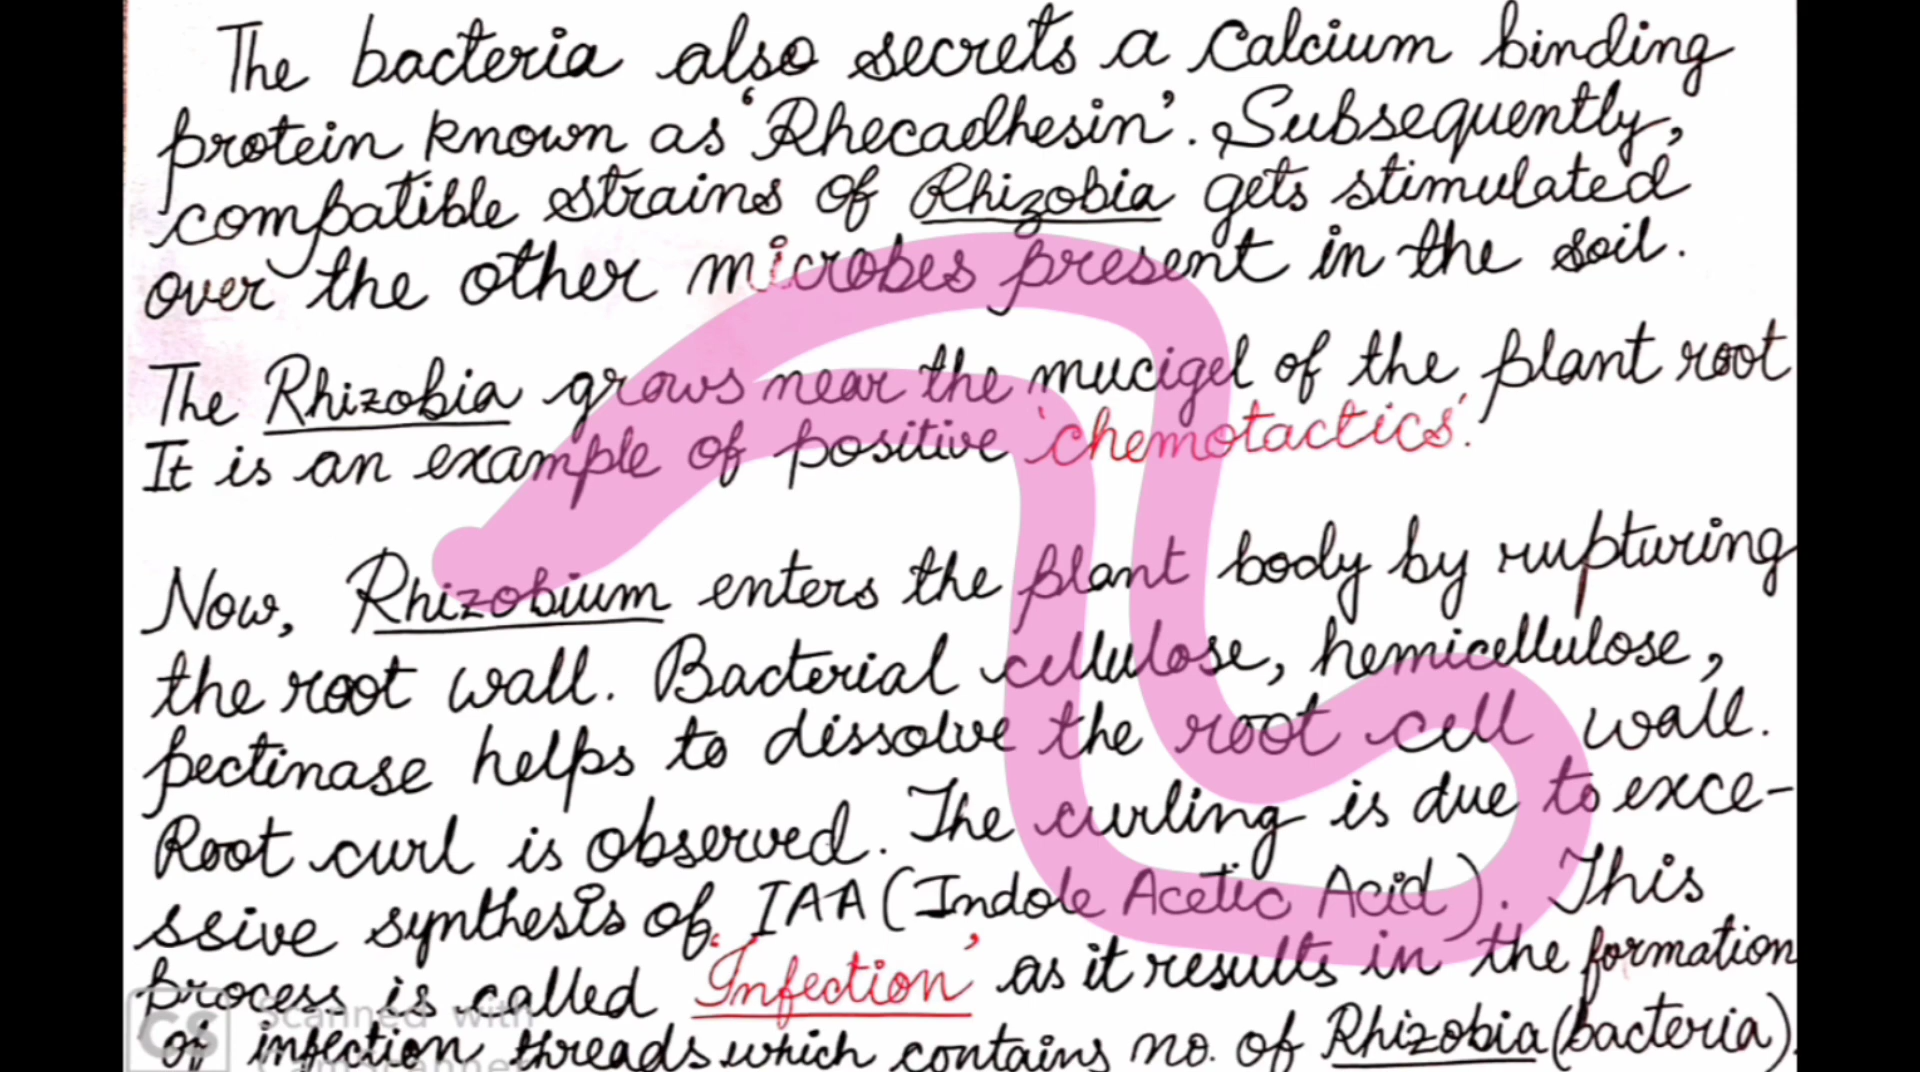 The bacteria also secrets a Calcium binding
protein known as 'Rhecadhesin'. Subsequently,
compatible strains of Rhizobia gets stimulated
over the other microbes present in the soil.
The Rhizobia grows near the mucigel of the plant root
It is an example of positive 'chemotactics'.
Now, Rhizobium enters the plant body by rupturing
the root wall. Bacterial cellulose, hemicellulose,
pectinase helps to dissolve the root cell wall.
Root curl is observed. The curling is due to exce-
ssive synthesis of IAA (Indole Acetic Acid). This
process is called 'Infection' as it results in the formation
of infection threads which contains no. of Rhizobia (bacteria).
CS Scanned with
CamScanner